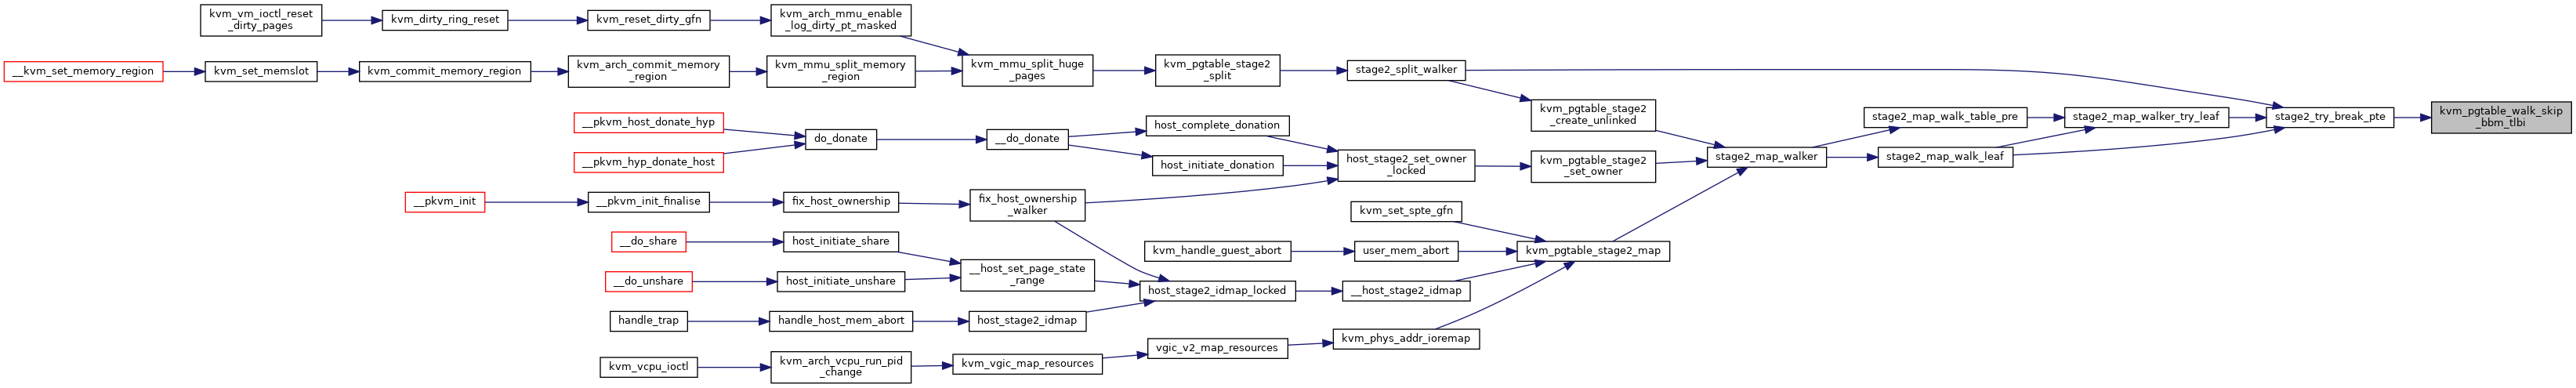 kvm_vm_ioctl_reset
_dirty_pages
kvm_dirty_ring_reset
kvm_reset_dirty_gfn
kvm_arch_mmu_enable
_log_dirty_pt_masked
__kvm_set_memory_region
kvm_set_memslot
kvm_commit_memory_region
kvm_arch_commit_memory
_region
kvm_mmu_split_memory
_region
kvm_mmu_split_huge
_pages
kvm_pgtable_stage2
_split
stage2_split_walker
kvm_pgtable_stage2
_create_unlinked
stage2_map_walk_table_pre
stage2_map_walker_try_leaf
stage2_try_break_pte
kvm_pgtable_walk_skip
_bbm_tlbi
__pkvm_host_donate_hyp
__pkvm_hyp_donate_host
do_donate
__do_donate
host_complete_donation
host_initiate_donation
host_stage2_set_owner
_locked
kvm_pgtable_stage2
_set_owner
stage2_map_walker
stage2_map_walk_leaf
__pkvm_init
__pkvm_init_finalise
fix_host_ownership
fix_host_ownership
_walker
kvm_set_spte_gfn
__do_share
host_initiate_share
kvm_handle_guest_abort
user_mem_abort
kvm_pgtable_stage2_map
__do_unshare
host_initiate_unshare
__host_set_page_state
_range
host_stage2_idmap_locked
__host_stage2_idmap
handle_trap
handle_host_mem_abort
host_stage2_idmap
kvm_phys_addr_ioremap
vgic_v2_map_resources
kvm_vcpu_ioctl
kvm_arch_vcpu_run_pid
_change
kvm_vgic_map_resources